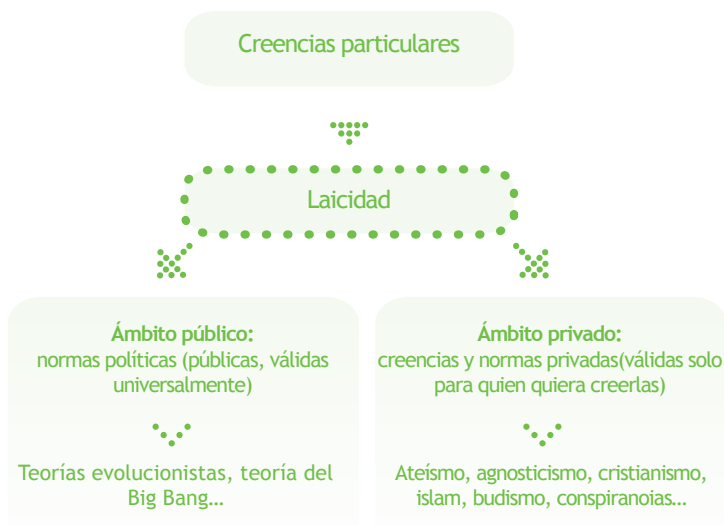 Creencias particulares
Laicidad
Ámbito público:
normas políticas (públicas, válidas
universalmente)
Teorías evolucionistas, teoría del
Big Bang…
Ámbito privado:
creencias y normas privadas(válidas solo
para quien quiera creerlas)
Ateísmo, agnosticismo, cristianismo,
islam, budismo, conspiranoias…